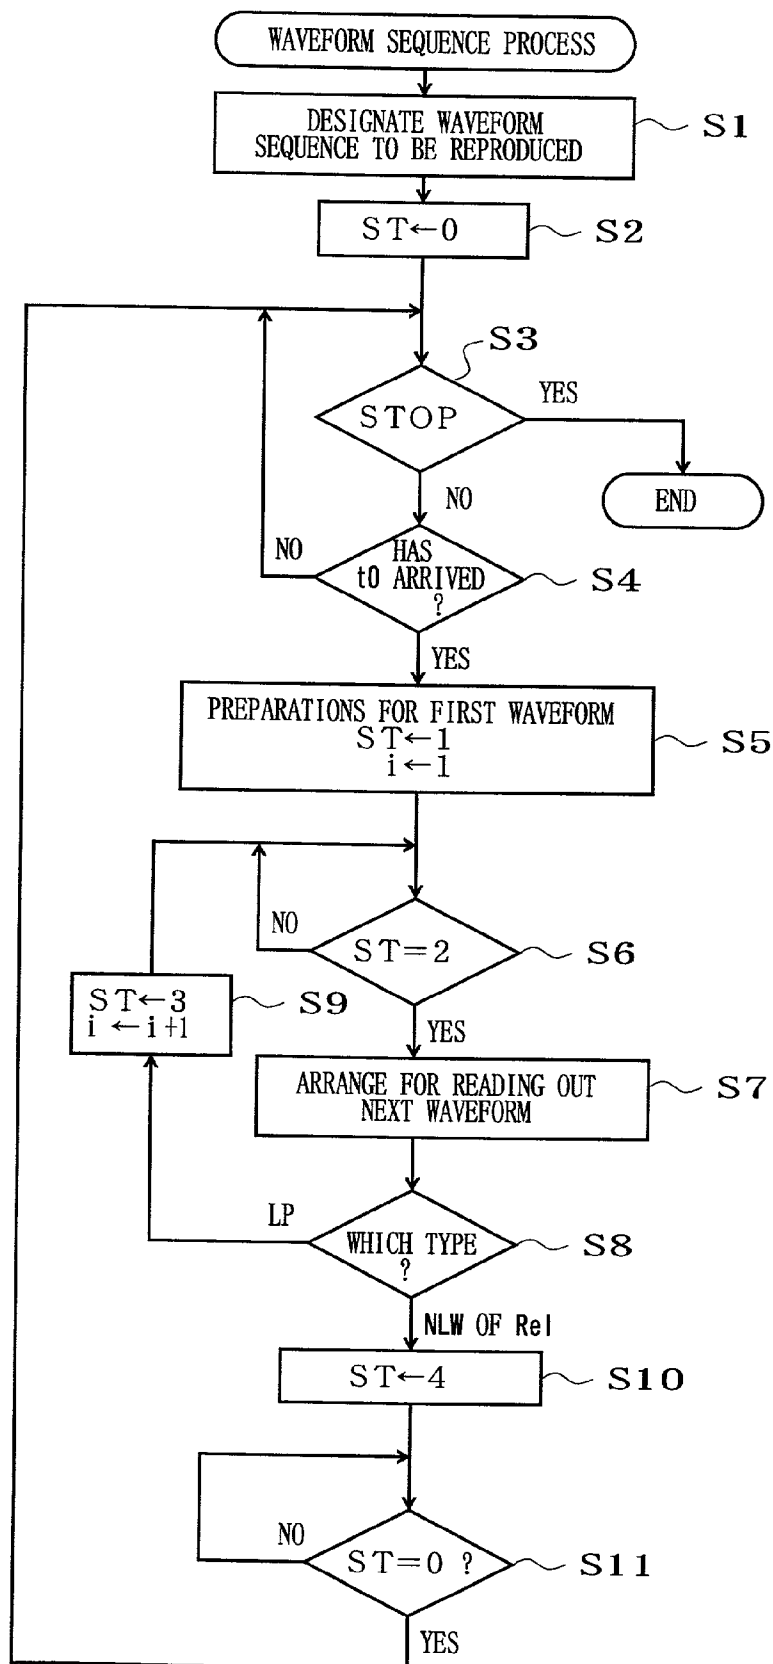 WAVEFORM SEQUENCE PROCESS
DESIGNATE WAVEFORM
SEQUENCE TO BE REPRODUCED
S1
ST←0
S2
S3
STOP
YES
END
NO
HAS
t0 ARRIVED
?
NO
S4
YES
PREPARATIONS FOR FIRST WAVEFORM
ST←1
i←1
S5
NO
ST=2
S6
ST←3
i←i+1
S9
YES
ARRANGE FOR READING OUT
NEXT WAVEFORM
S7
LP
WHICH TYPE
?
S8
NLW OF Rel
ST←4
S10
NO
ST=0 ?
S11
YES